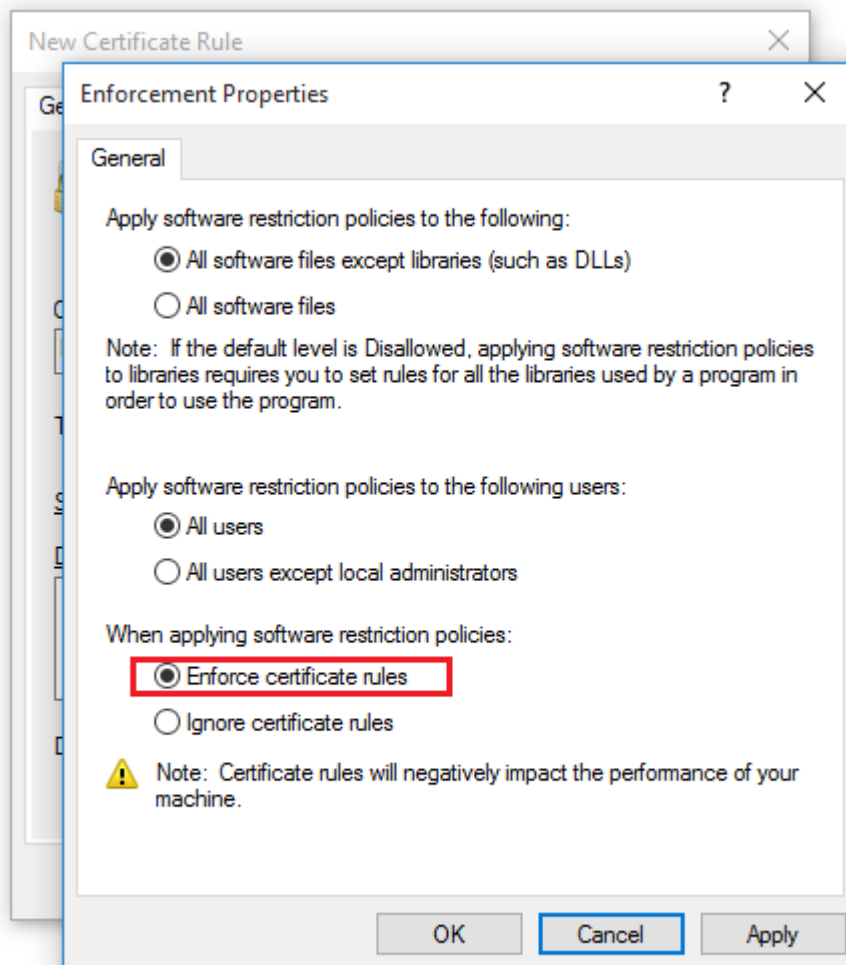 New Certificate Rule
Enforcement Properties
?
General
Apply software restriction policies to the following:
All software files except libraries (such as DLLs)
All software files
Note: If the default level is Disallowed, applying software restriction policies
to libraries requires you to set rules for all the libraries used by a program in
order to use the program.
Apply software restriction policies to the following users:
All users
All users except local administrators
When applying software restriction policies:
Enforce certificate rules
Ignore certificate rules
Note: Certificate rules will negatively impact the performance of your
machine.
OK
Cancel
Apply